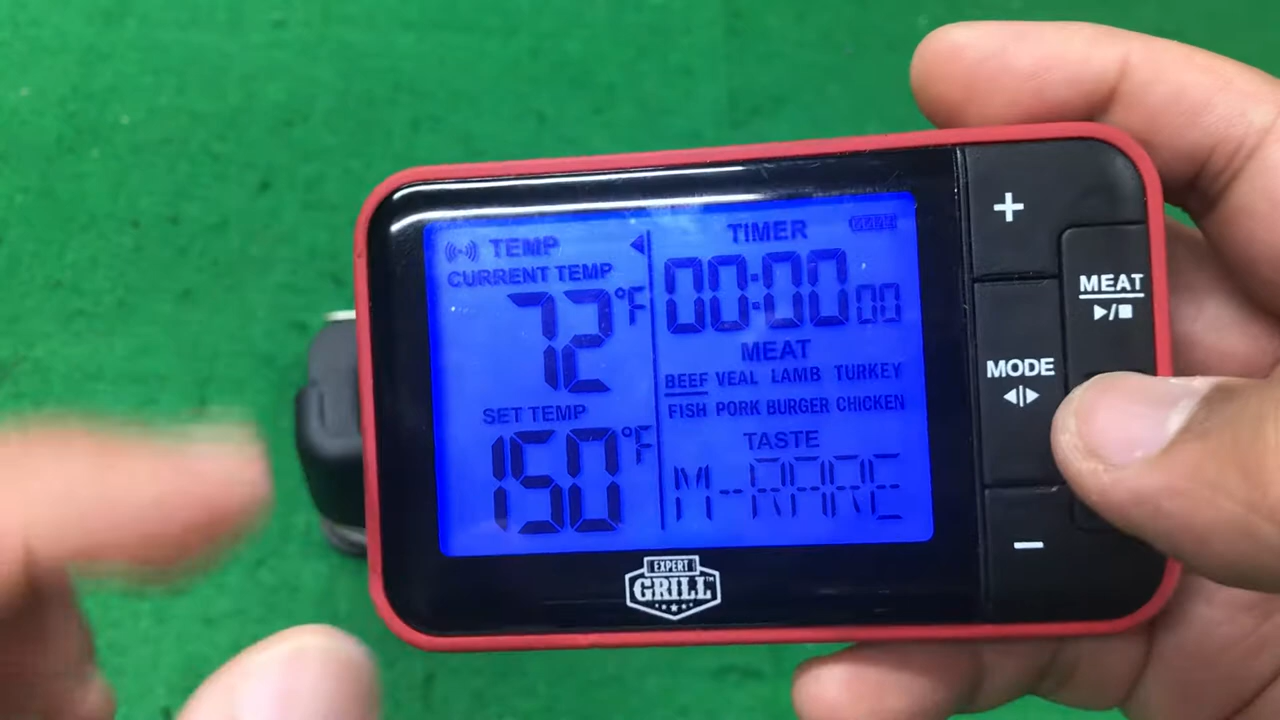 TEMP
CURRENT TEMP
72°F
SET TEMP
150°F
TIMER
00:00 00
MEAT
BEEF VEAL LAMB TURKEY
FISH PORK BURGER CHICKEN
TASTE
M-RARE
EXPERT
GRILL™
+
MEAT
▶/■
MODE
◀|▶
−